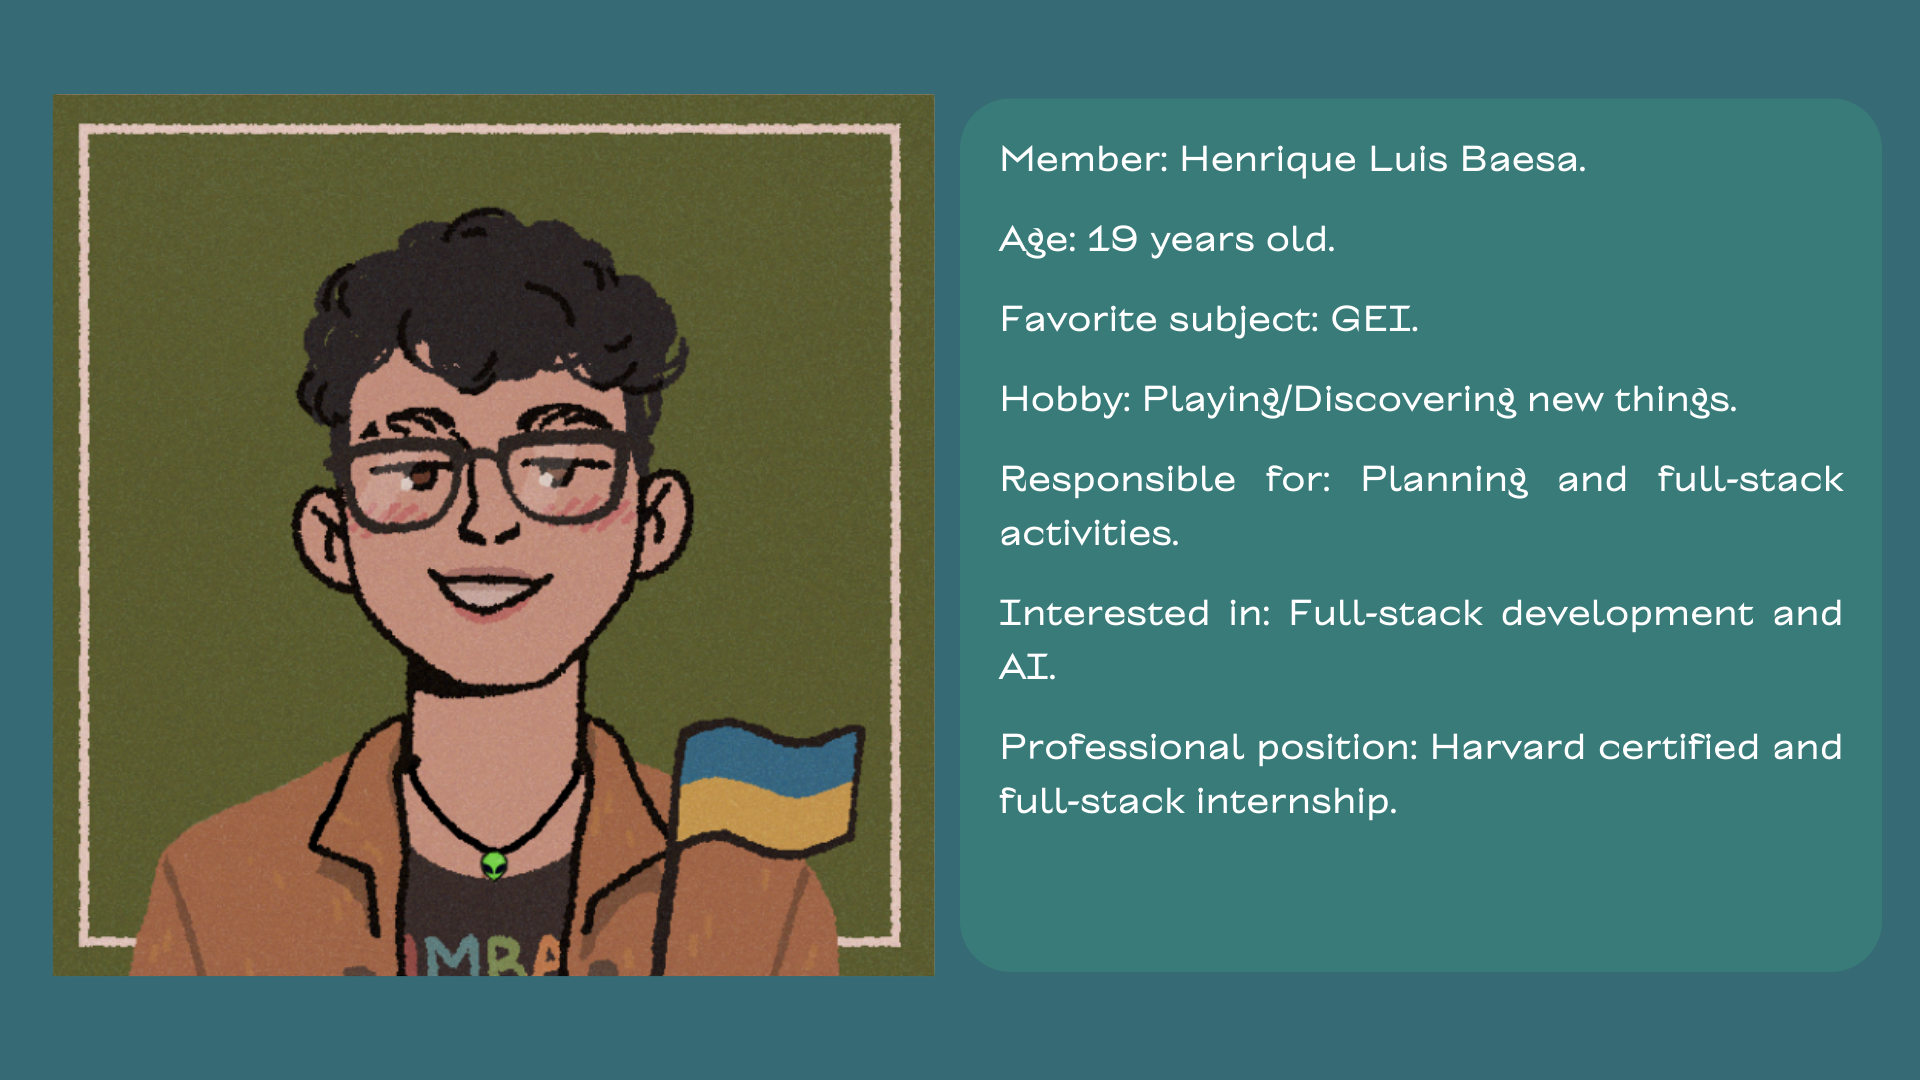 Member: Henrique Luis Baesa.
Age: 19 years old.
Favorite subject: GEI.
Hobby: Playing/Discovering new things.
Responsible for: Planning and full-stack
activities.
Interested in: Full-stack development and
AI.
Professional position: Harvard certified and
full-stack internship.
MBA